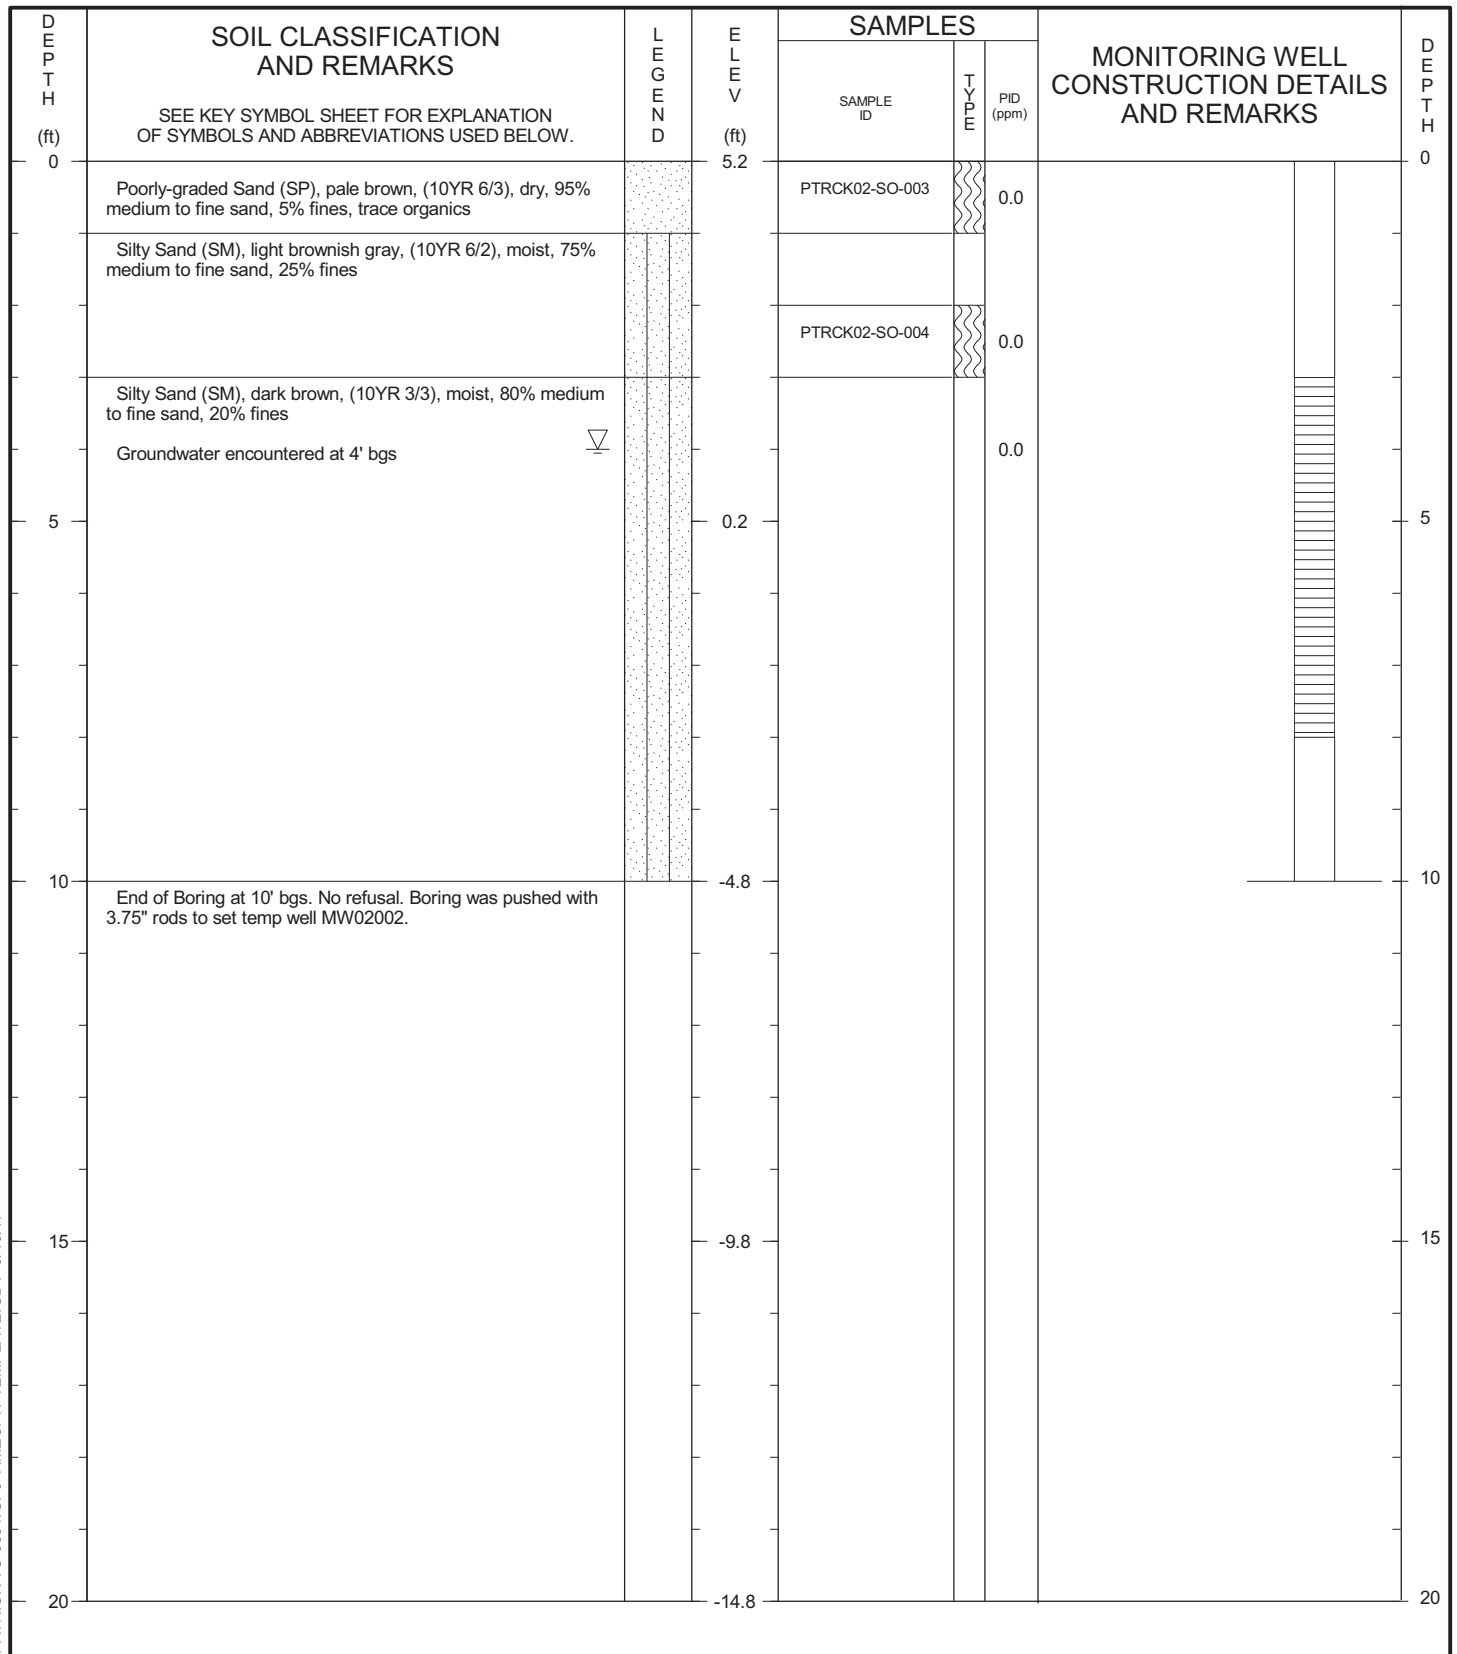 DEPTH
(ft)
SOIL CLASSIFICATION
AND REMARKS
SEE KEY SYMBOL SHEET FOR EXPLANATION
OF SYMBOLS AND ABBREVIATIONS USED BELOW.
LEGEND
ELEV
(ft)
SAMPLES
SAMPLE
ID
TYPE
PID
(ppm)
MONITORING WELL
CONSTRUCTION DETAILS
AND REMARKS
DEPTH
0
5.2
0
Poorly-graded Sand (SP), pale brown, (10YR 6/3), dry, 95%
medium to fine sand, 5% fines, trace organics
PTRCK02-SO-003
0.0
Silty Sand (SM), light brownish gray, (10YR 6/2), moist, 75%
medium to fine sand, 25% fines
PTRCK02-SO-004
0.0
Silty Sand (SM), dark brown, (10YR 3/3), moist, 80% medium
to fine sand, 20% fines
Groundwater encountered at 4' bgs
0.0
5
0.2
5
10
-4.8
10
End of Boring at 10' bgs. No refusal. Boring was pushed with
3.75" rods to set temp well MW02002.
15
-9.8
15
20
-14.8
20